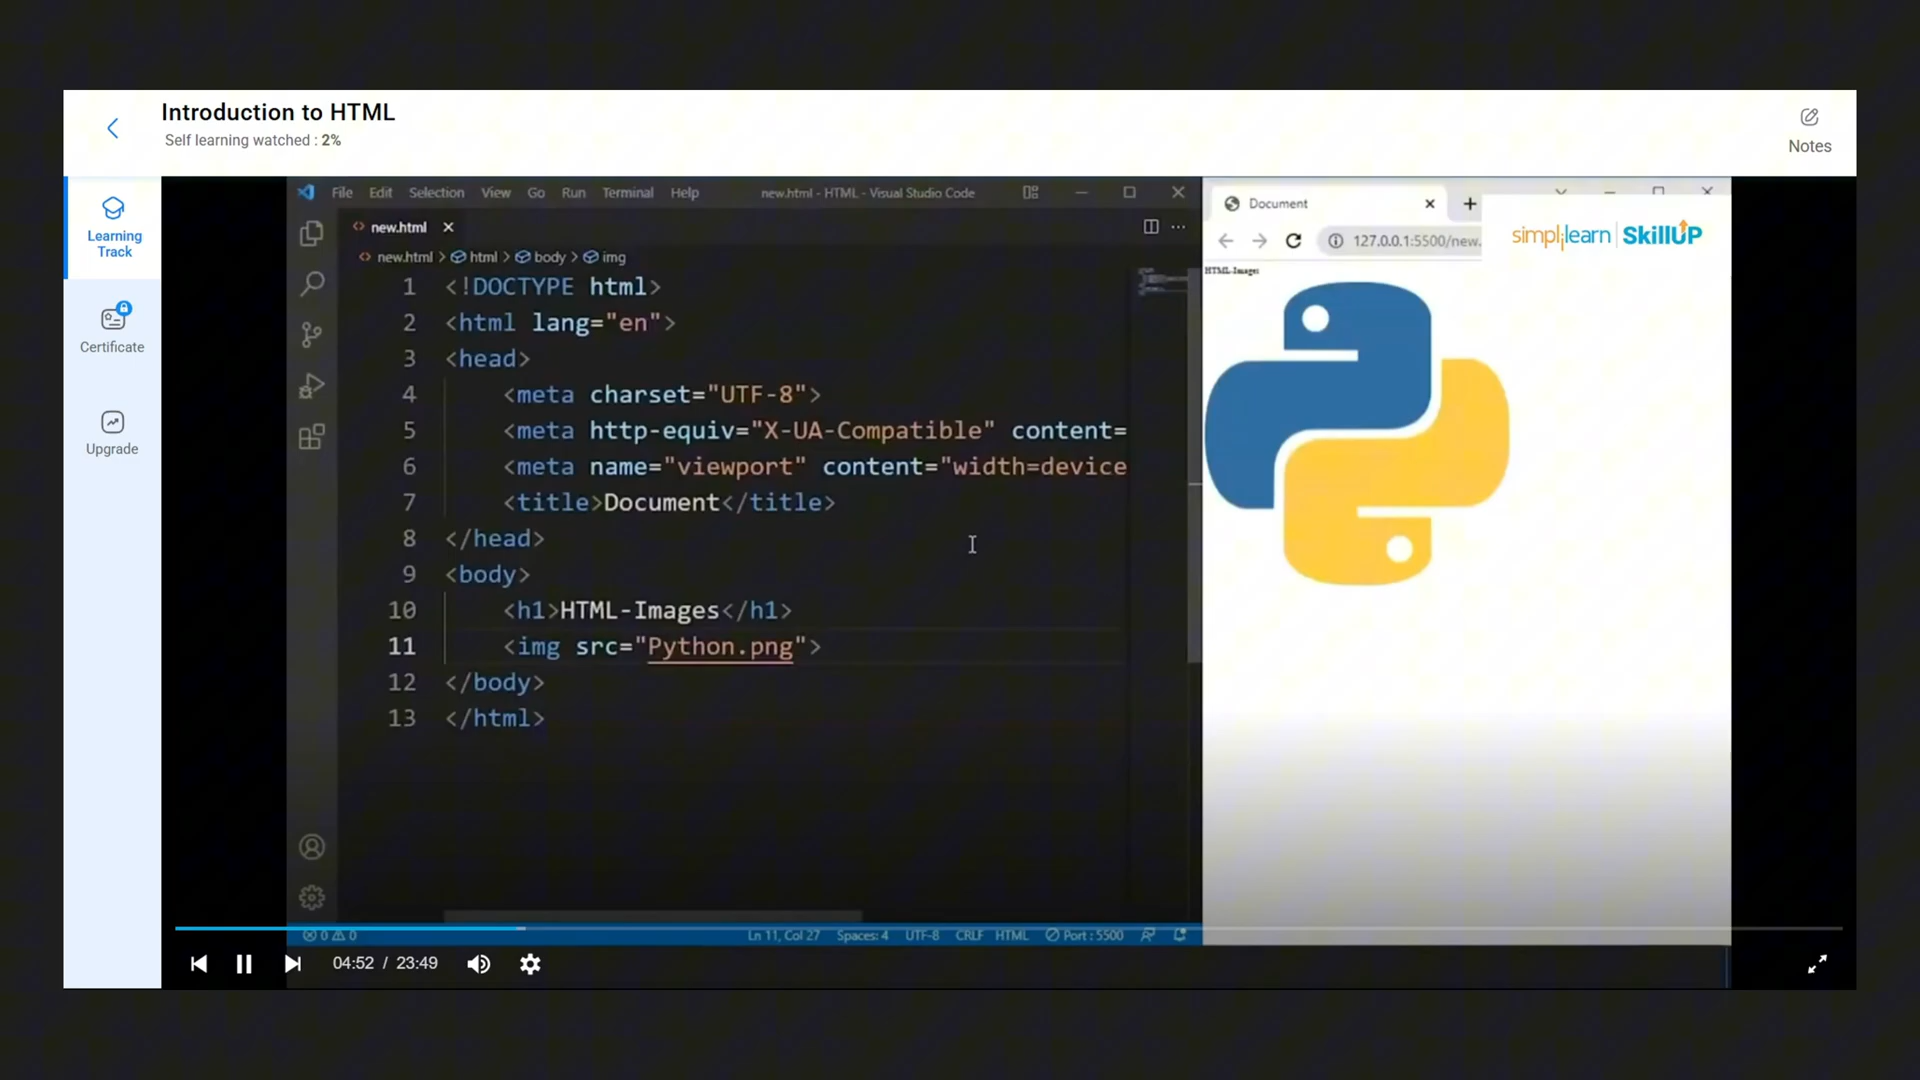 Introduction to HTML
Self learning watched : 2%
Notes
Learning
Track
Certificate
Upgrade
File Edit Selection View Go Run Terminal Help new.html - HTML - Visual Studio Code
new.html
new.html > html > body > img
1 <!DOCTYPE html>
2 <html lang="en">
3 <head>
4 <meta charset="UTF-8">
5 <meta http-equiv="X-UA-Compatible" content=
6 <meta name="viewport" content="width=device
7 <title>Document</title>
8 </head>
9 <body>
10 <h1>HTML-Images</h1>
11 <img src="Python.png">
12 </body>
13 </html>
0 0 Ln 11, Col 27 Spaces: 4 UTF-8 CRLF HTML Port : 5500
Document
127.0.0.1:5500/new.
simplilearn | SkillUP
HTML-Images
04:52 / 23:49